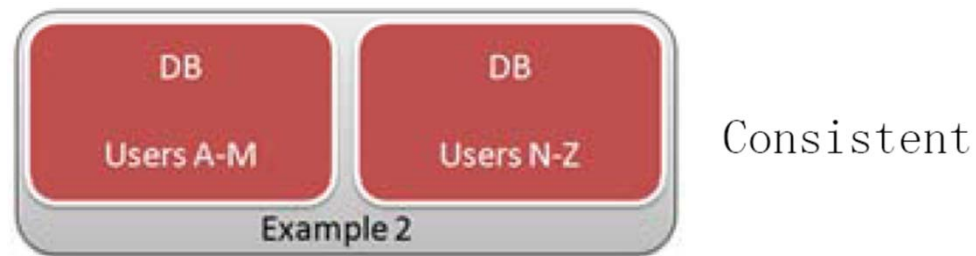 DB
Users A-M
DB
Users N-Z
Example 2
Consistent